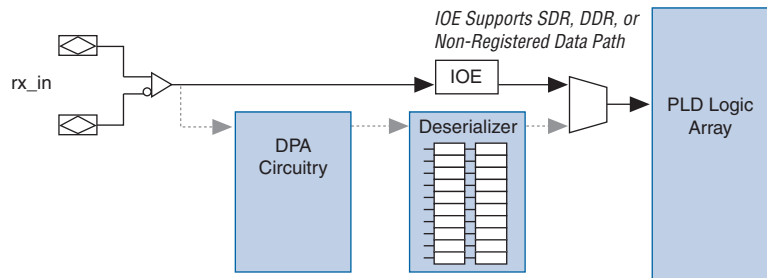 IOE Supports SDR, DDR, or
Non-Registered Data Path
rx_in
IOE
PLD Logic
Array
DPA
Circuitry
Deserializer